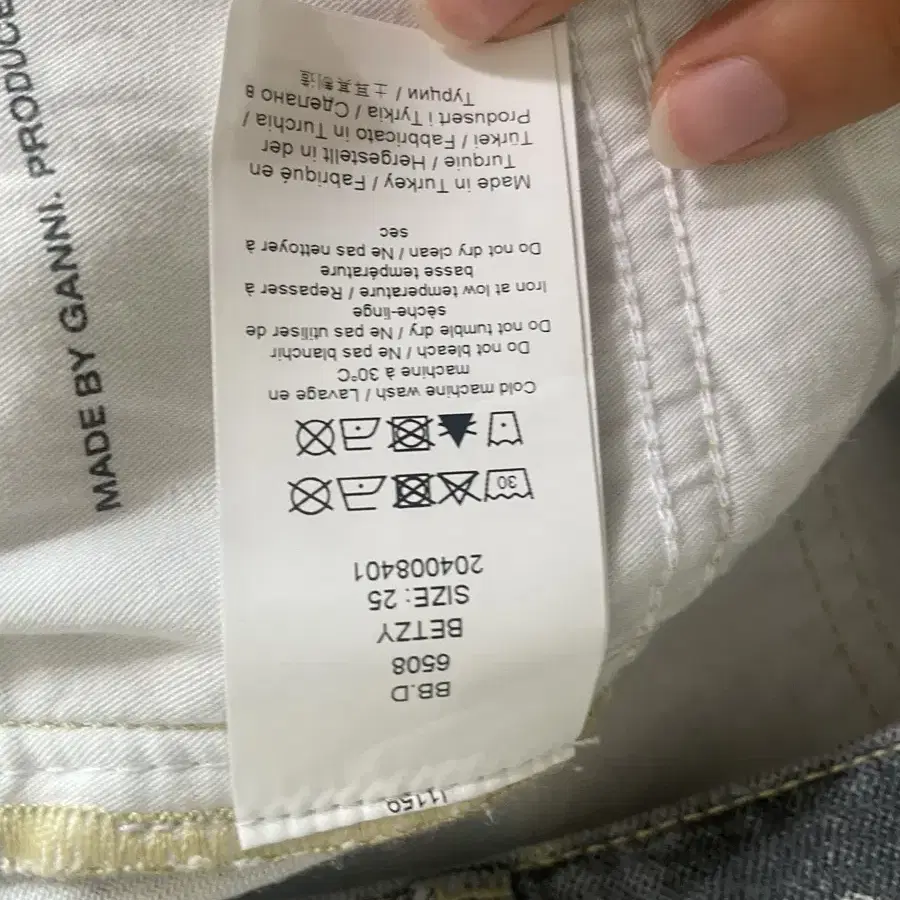 J1159
BB.D
6508
BETZY
SIZE: 25
204008401
30
Cold machine wash / Lavage en
machine à 30°C
Do not bleach / Ne pas blanchir
Do not tumble dry / Ne pas utiliser de
sèche-linge
Iron at low temperature / Repasser à
basse température
Do not dry clean / Ne pas nettoyer à
sec
Made in Turkey / Fabriqué en
Turquie / Hergestellt in der
Türkei / Fabbricato in Turchia /
Produsert i Tyrkia / Сделано в
Турции / 土耳其制造
MADE BY GANNI. PRODUCE